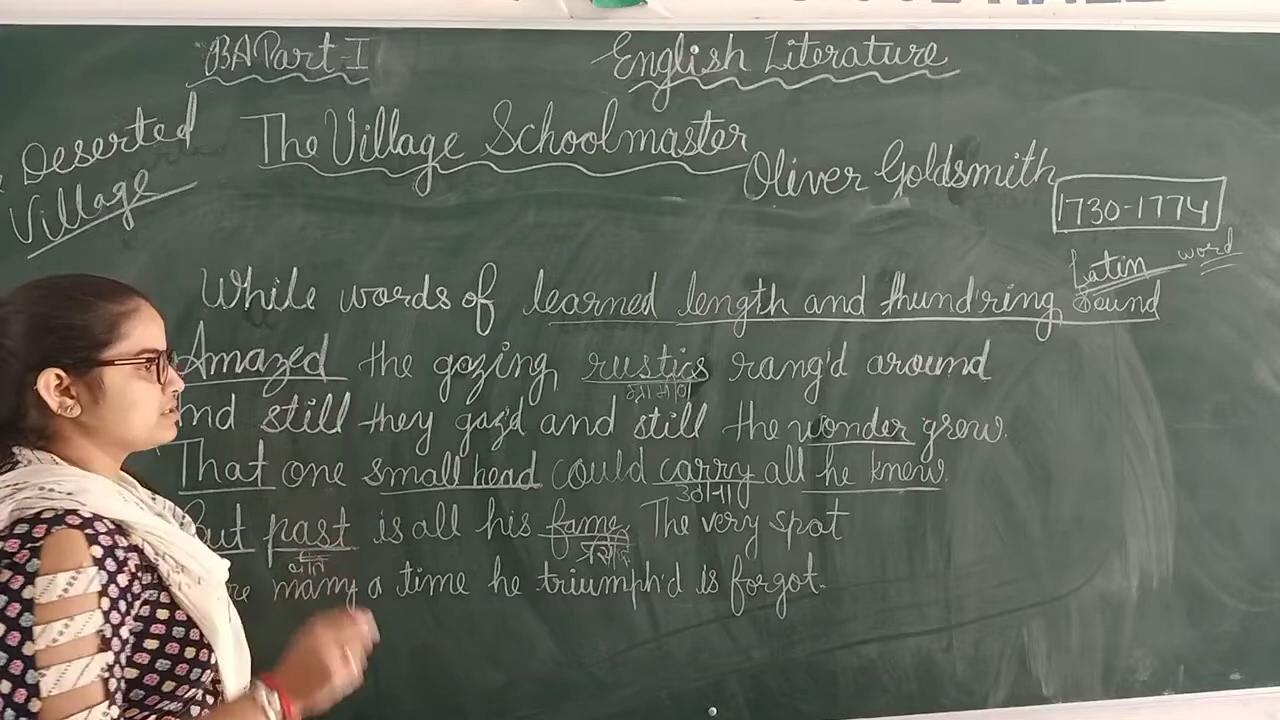 BA Part-I
English Literature
Deserted Village
The Village Schoolmaster
Oliver Goldsmith
1730-1774
Latin word
While words of learned length and thund'ring sound
Amazed the gazing rustics rang'd around
nd still they gaz'd and still the wonder grew.
That one small head could carry all he knew.
उठाना
But past is all his fame. The very spot
बीत
re many a time he triumph'd is forgot.